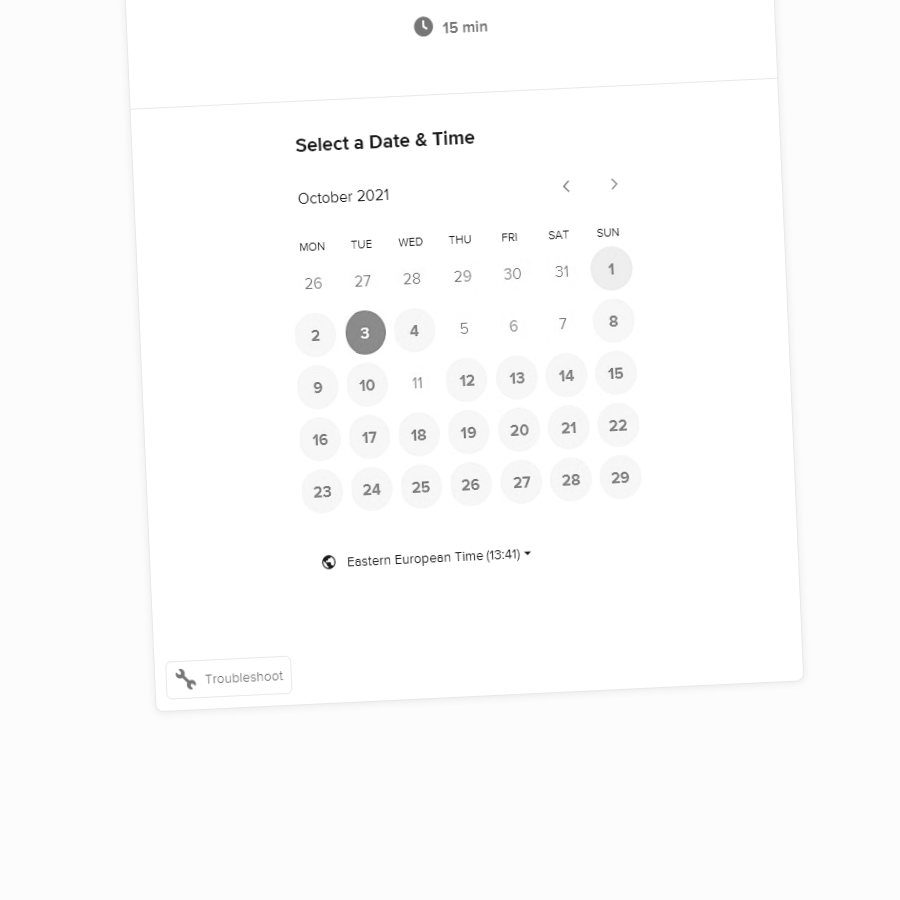 15 min
Select a Date & Time
October 2021
MON TUE WED THU FRI SAT SUN
26 27 28 29 30 31 1
2 3 4 5 6 7 8
9 10 11 12 13 14 15
16 17 18 19 20 21 22
23 24 25 26 27 28 29
Eastern European Time (13:41)
Troubleshoot